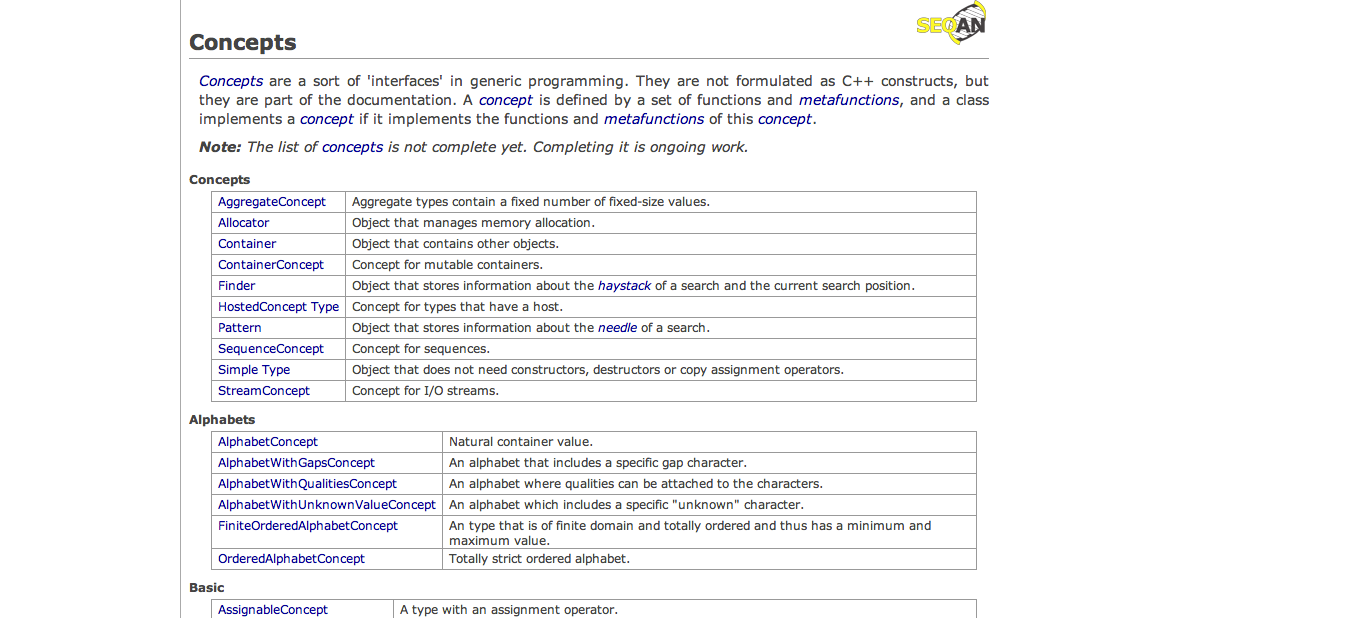 SEQAN
Concepts
Concepts are a sort of 'interfaces' in generic programming. They are not formulated as C++ constructs, but
they are part of the documentation. A concept is defined by a set of functions and metafunctions, and a class
implements a concept if it implements the functions and metafunctions of this concept.
Note: The list of concepts is not complete yet. Completing it is ongoing work.
Concepts
AggregateConcept Aggregate types contain a fixed number of fixed-size values.
Allocator Object that manages memory allocation.
Container Object that contains other objects.
ContainerConcept Concept for mutable containers.
Finder Object that stores information about the haystack of a search and the current search position.
HostedConcept Type Concept for types that have a host.
Pattern Object that stores information about the needle of a search.
SequenceConcept Concept for sequences.
Simple Type Object that does not need constructors, destructors or copy assignment operators.
StreamConcept Concept for I/O streams.
Alphabets
AlphabetConcept Natural container value.
AlphabetWithGapsConcept An alphabet that includes a specific gap character.
AlphabetWithQualitiesConcept An alphabet where qualities can be attached to the characters.
AlphabetWithUnknownValueConcept An alphabet which includes a specific "unknown" character.
FiniteOrderedAlphabetConcept An type that is of finite domain and totally ordered and thus has a minimum and
maximum value.
OrderedAlphabetConcept Totally strict ordered alphabet.
Basic
AssignableConcept A type with an assignment operator.